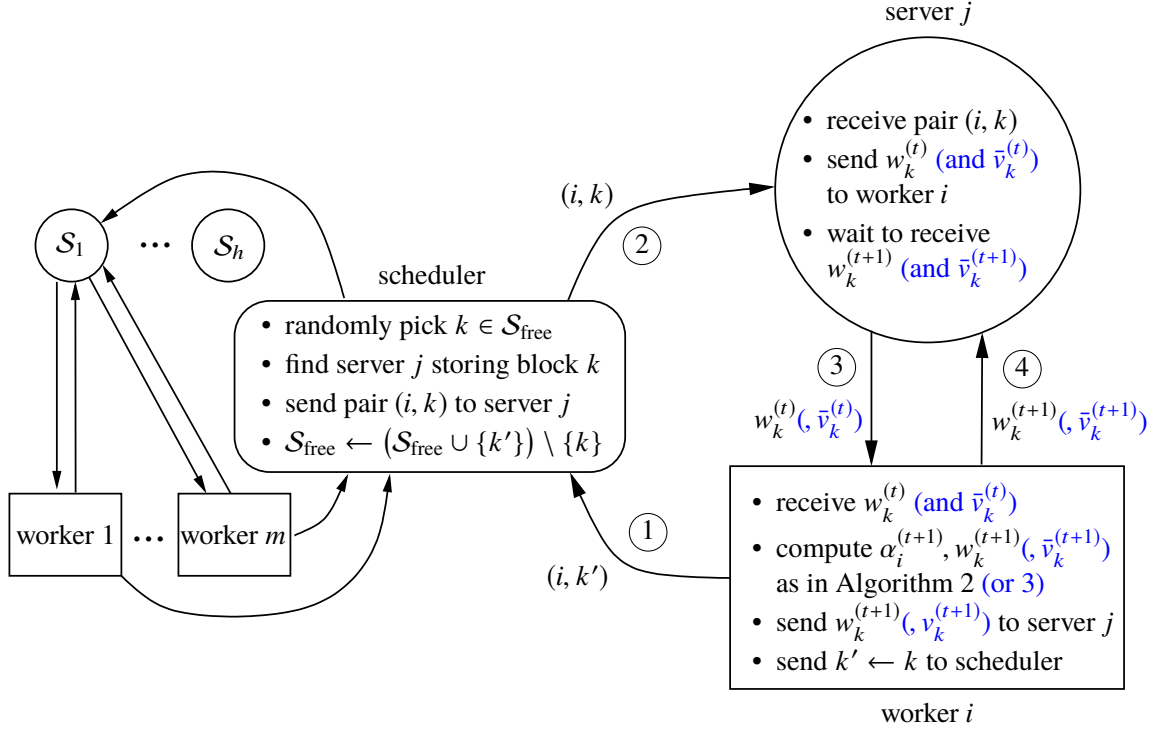 server j
• receive pair (i, k)
• send w_k^{(t)} (and v̄_k^{(t)})
to worker i
• wait to receive
w_k^{(t+1)} (and v̄_k^{(t+1)})
(i, k)
②
S_1 ... S_h
scheduler
• randomly pick k ∈ S_free
• find server j storing block k
• send pair (i, k) to server j
• S_free ← (S_free ∪ {k′}) \ {k}
③
④
w_k^{(t)}(, v̄_k^{(t)})
w_k^{(t+1)}(, v̄_k^{(t+1)})
worker 1 ... worker m
①
(i, k′)
• receive w_k^{(t)} (and v̄_k^{(t)})
• compute α_i^{(t+1)}, w_k^{(t+1)}(, v̄_k^{(t+1)})
as in Algorithm 2 (or 3)
• send w_k^{(t+1)}(, v_k^{(t+1)}) to server j
• send k′ ← k to scheduler
worker i